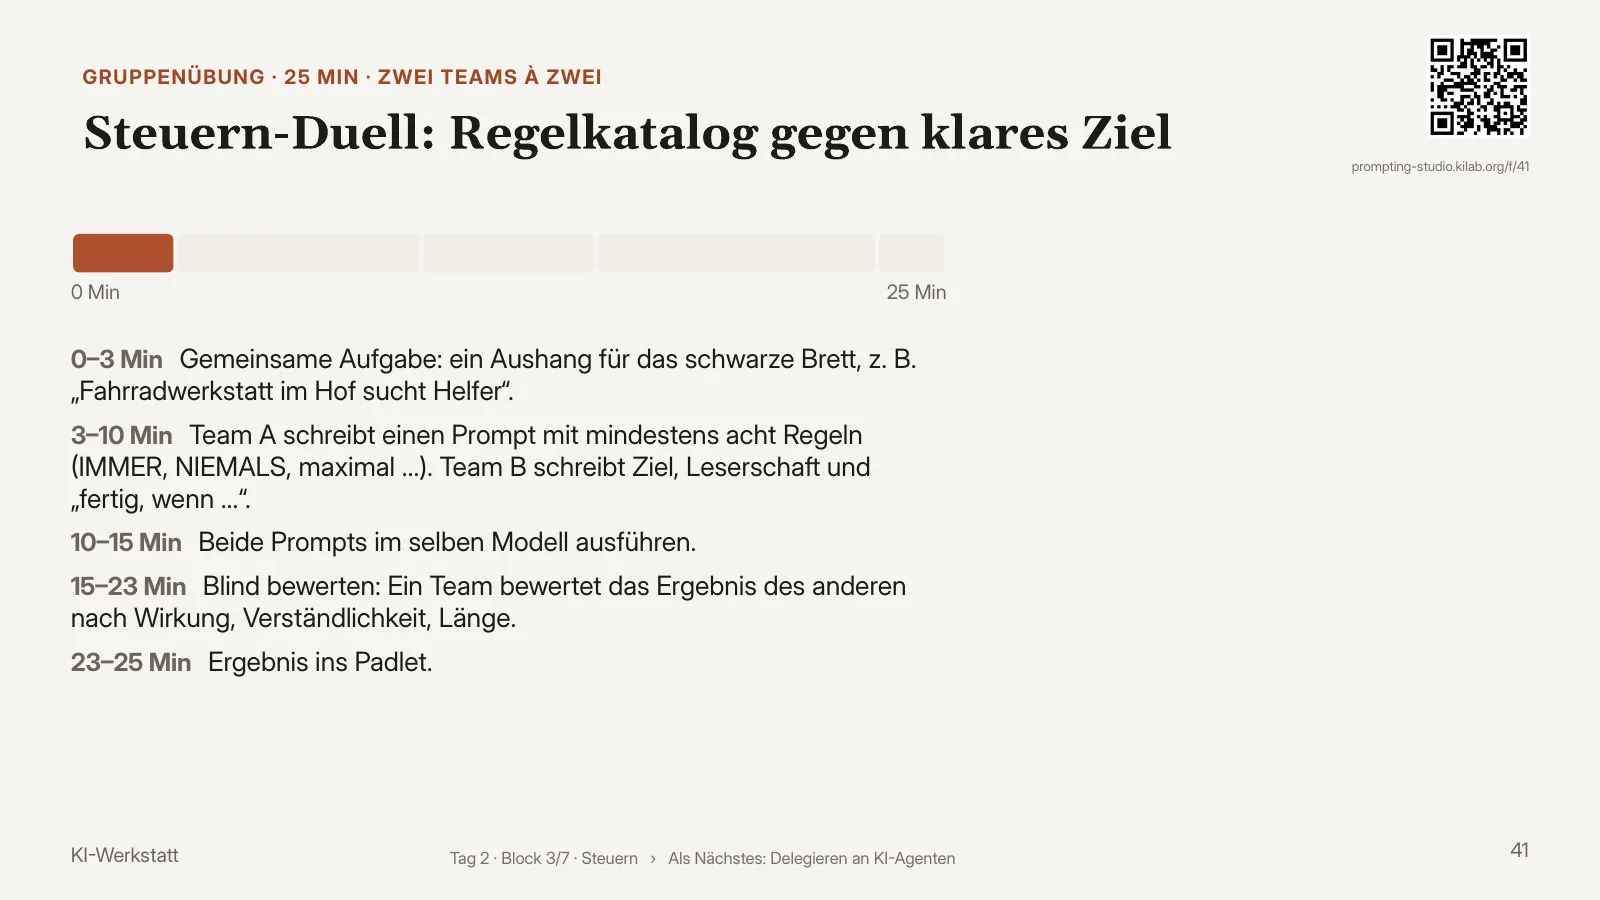 GRUPPENÜBUNG · 25 MIN · ZWEI TEAMS À ZWEI
Steuern-Duell: Regelkatalog gegen klares Ziel
prompting-studio.kilab.org/f/41
0 Min
25 Min
0–3 Min Gemeinsame Aufgabe: ein Aushang für das schwarze Brett, z. B.
„Fahrradwerkstatt im Hof sucht Helfer“.
3–10 Min Team A schreibt einen Prompt mit mindestens acht Regeln
(IMMER, NIEMALS, maximal …). Team B schreibt Ziel, Leserschaft und
„fertig, wenn …“.
10–15 Min Beide Prompts im selben Modell ausführen.
15–23 Min Blind bewerten: Ein Team bewertet das Ergebnis des anderen
nach Wirkung, Verständlichkeit, Länge.
23–25 Min Ergebnis ins Padlet.
KI-Werkstatt
Tag 2 · Block 3/7 · Steuern › Als Nächstes: Delegieren an KI-Agenten
41